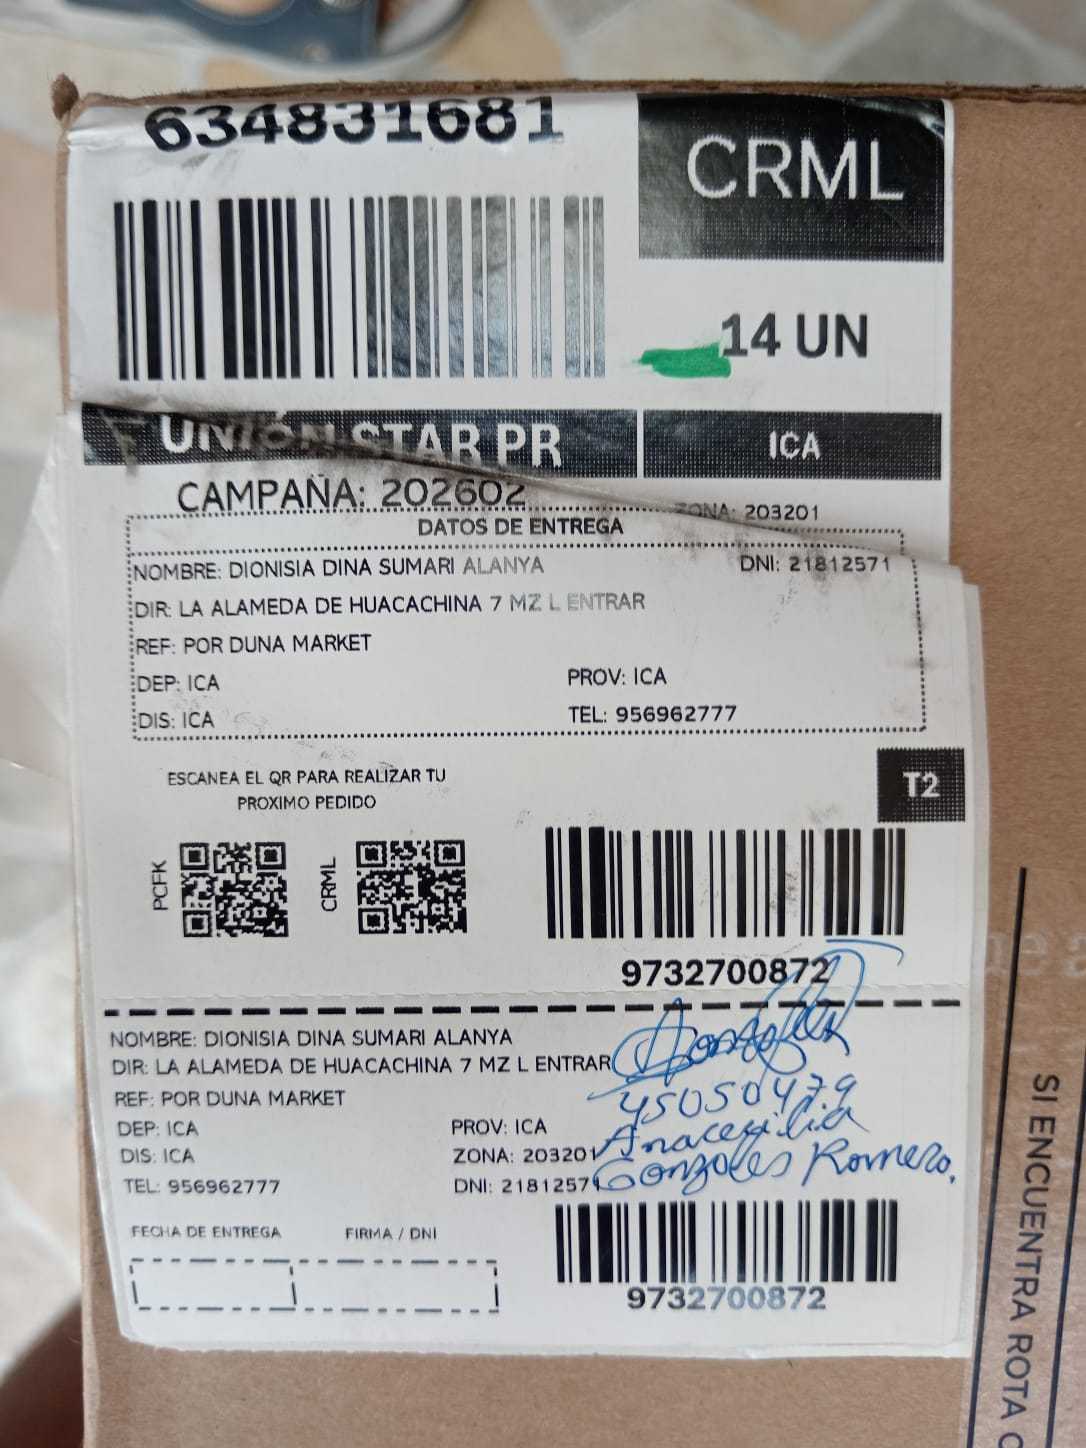 634831681
CRML
14 UN
UNIÓN STAR PR
ICA
CAMPAÑA: 202602
ZONA: 203201
DATOS DE ENTREGA
NOMBRE: DIONISIA DINA SUMARI ALANYA
DNI: 21812571
DIR: LA ALAMEDA DE HUACACHINA 7 MZ L ENTRAR
REF: POR DUNA MARKET
DEP: ICA
PROV: ICA
DIS: ICA
TEL: 956962777
ESCANEA EL QR PARA REALIZAR TU
PROXIMO PEDIDO
T2
PCFK
CRML
9732700872
NOMBRE: DIONISIA DINA SUMARI ALANYA
DIR: LA ALAMEDA DE HUACACHINA 7 MZ L ENTRAR
REF: POR DUNA MARKET
DEP: ICA
PROV: ICA
DIS: ICA
ZONA: 203201
TEL: 956962777
DNI: 21812571
45050479
Anacecilia
Gonzales Romero.
FECHA DE ENTREGA
FIRMA / DNI
9732700872
SI ENCUENTRA ROTA